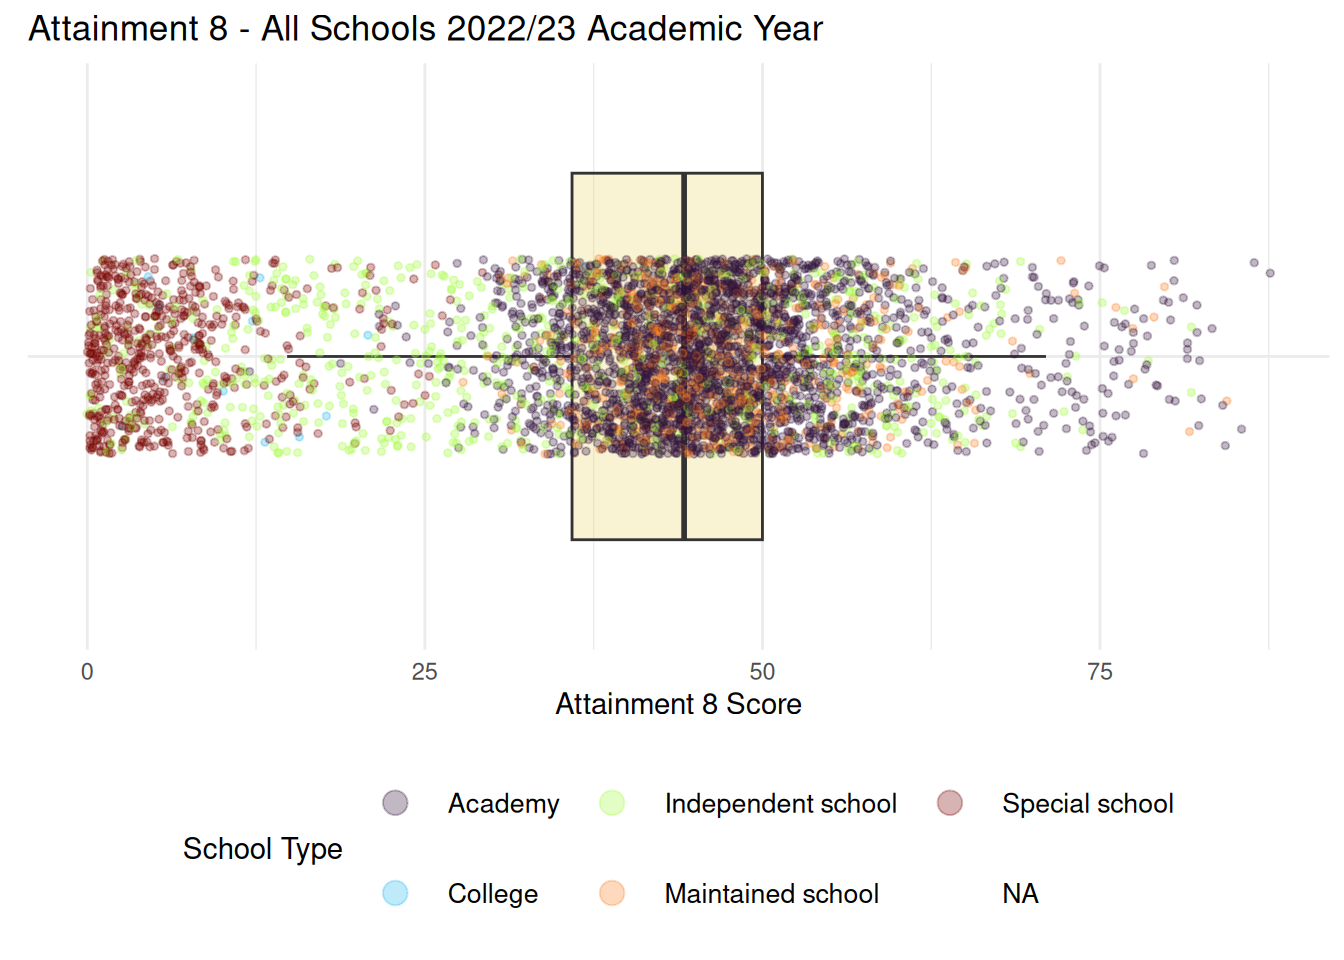 Attainment 8 - All Schools 2022/23 Academic Year
0 25 50 75
Attainment 8 Score
School Type
Academy Independent school Special school
College Maintained school NA